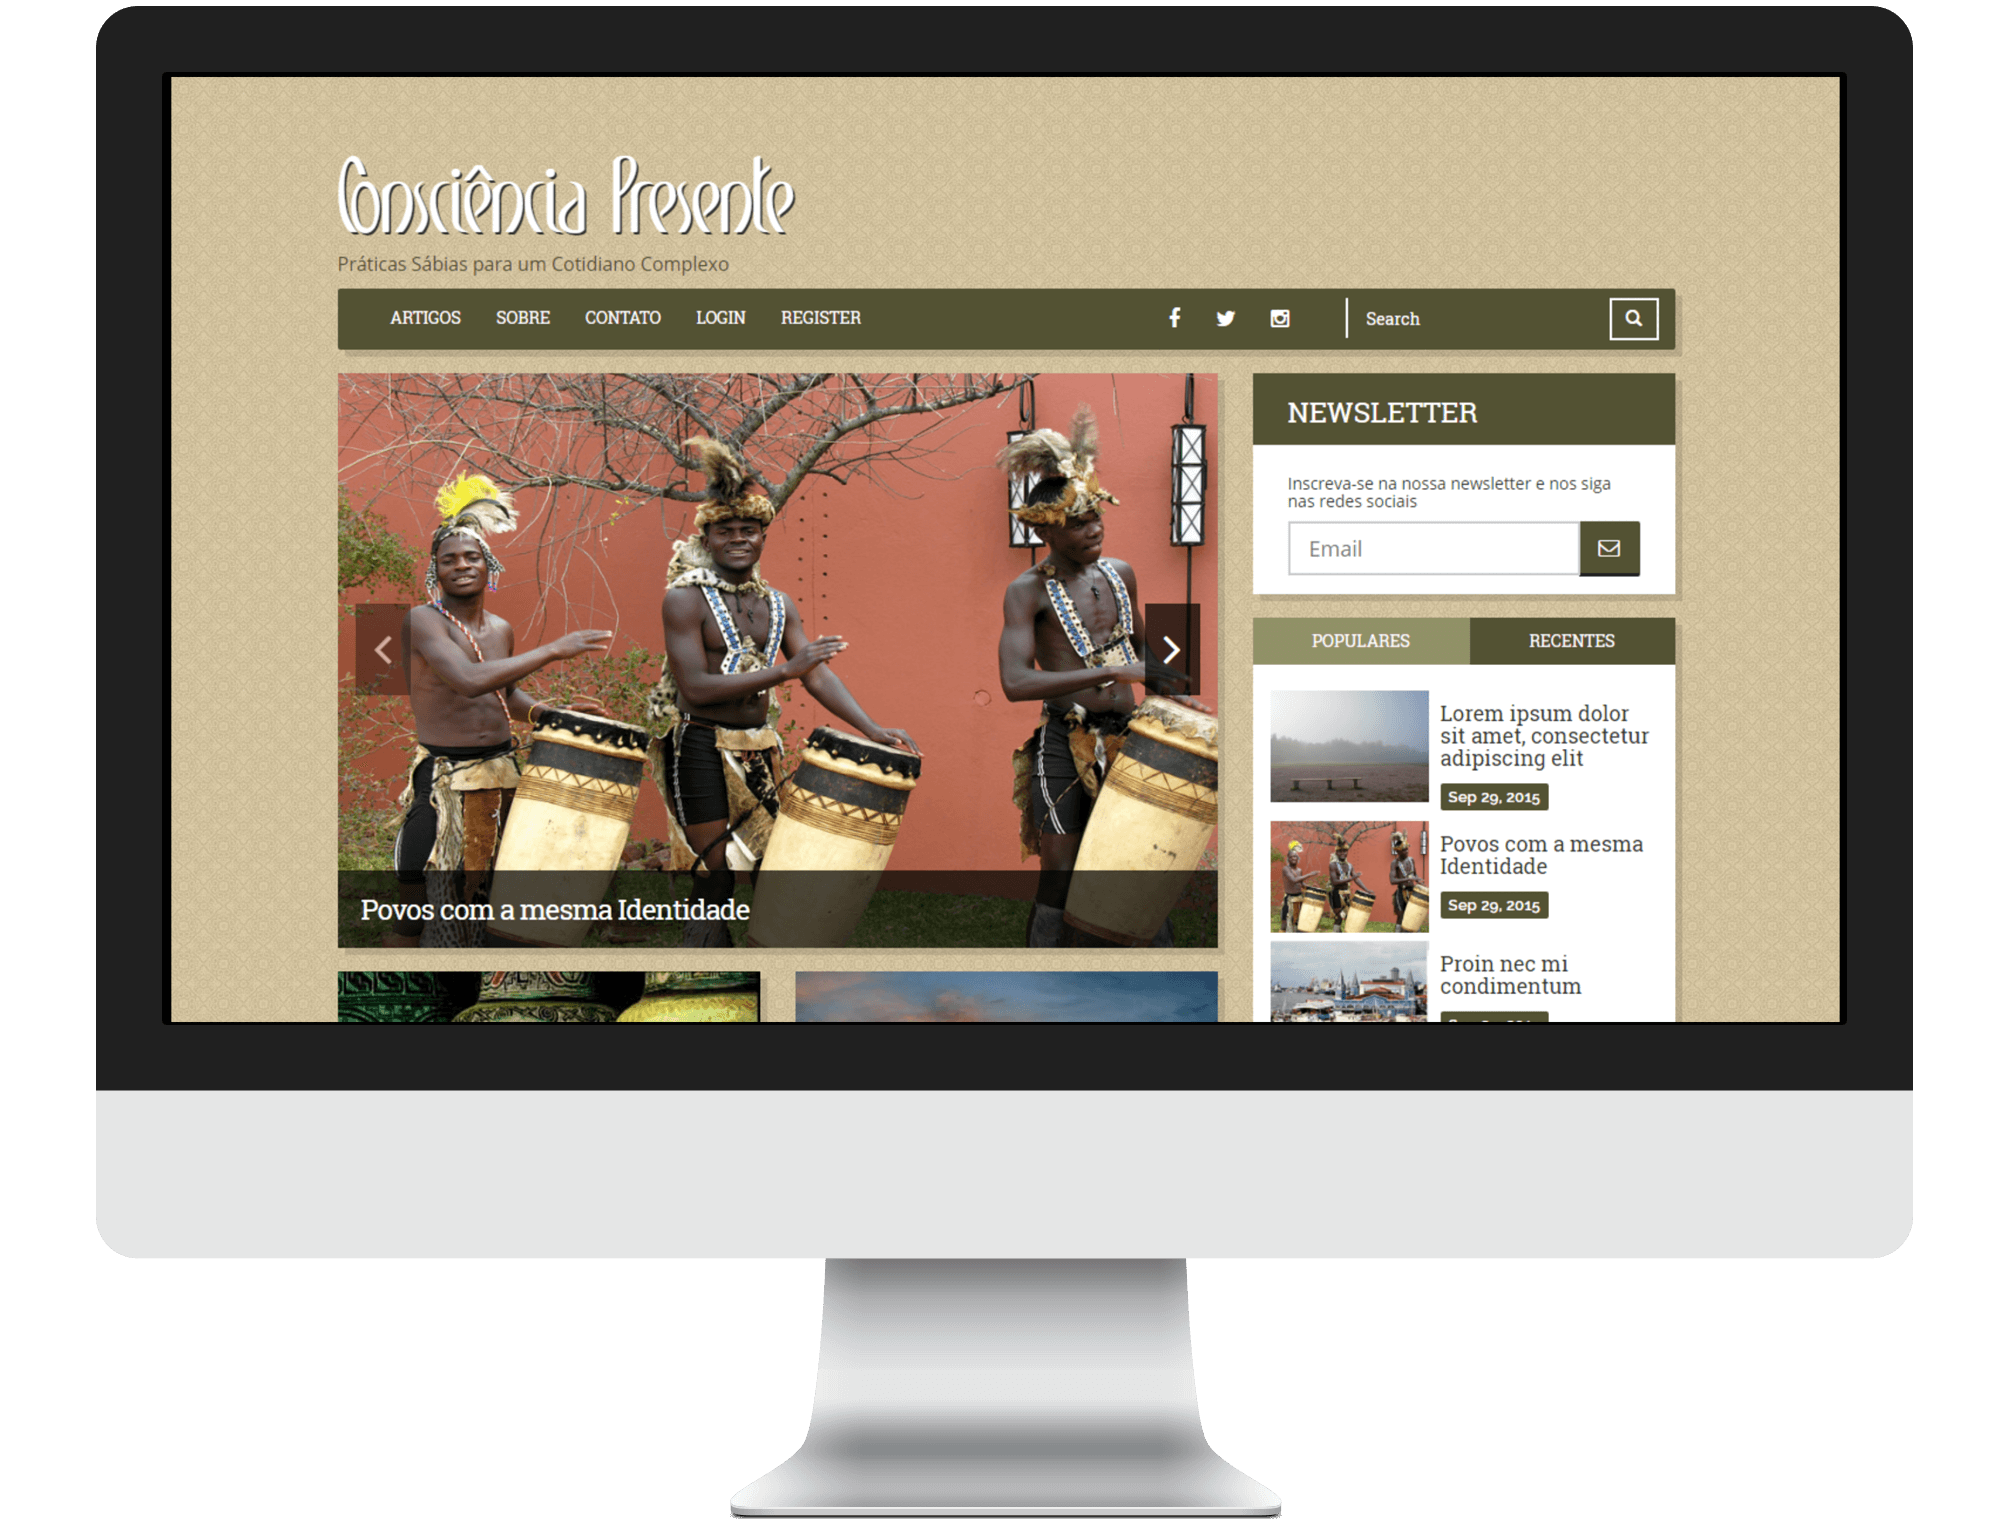 Consciência Presente
Práticas Sábias para um Cotidiano Complexo
ARTIGOS SOBRE CONTATO LOGIN REGISTER Search
NEWSLETTER
Inscreva-se na nossa newsletter e nos siga
nas redes sociais
Email
POPULARES RECENTES
Lorem ipsum dolor
sit amet, consectetur
adipiscing elit
Sep 29, 2015
Povos com a mesma
Identidade
Sep 29, 2015
Povos com a mesma Identidade
Proin nec mi
condimentum